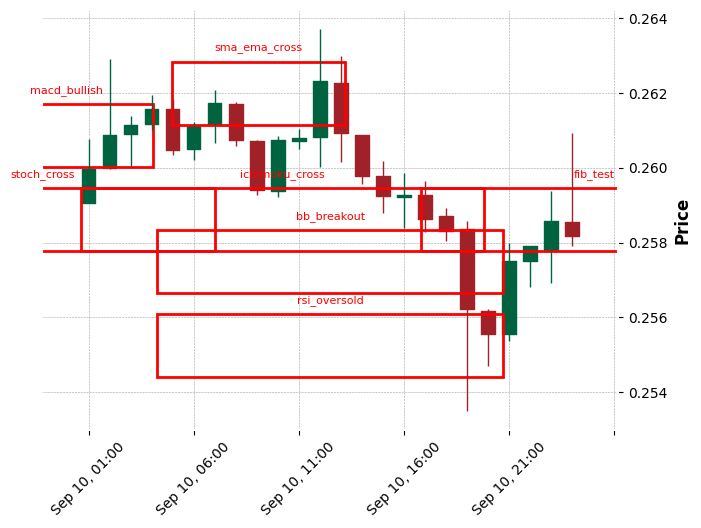 0.264
sma_ema_cross
macd_bullish
0.262
stoch_cross
fib_test
0.260
bb_breakout
0.258
Price
rsi_oversold
0.256
0.254
Sep 10, 01:00
Sep 10, 06:00
Sep 10, 11:00
Sep 10, 16:00
Sep 10, 21:00